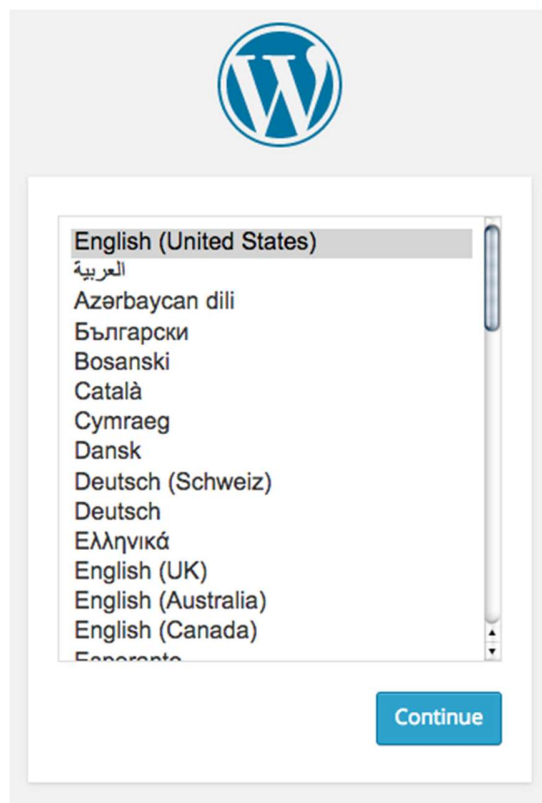 English (United States)
العربية
Azərbaycan dili
Български
Bosanski
Català
Cymraeg
Dansk
Deutsch (Schweiz)
Deutsch
Ελληνικά
English (UK)
English (Australia)
English (Canada)
Esperanto
Continue